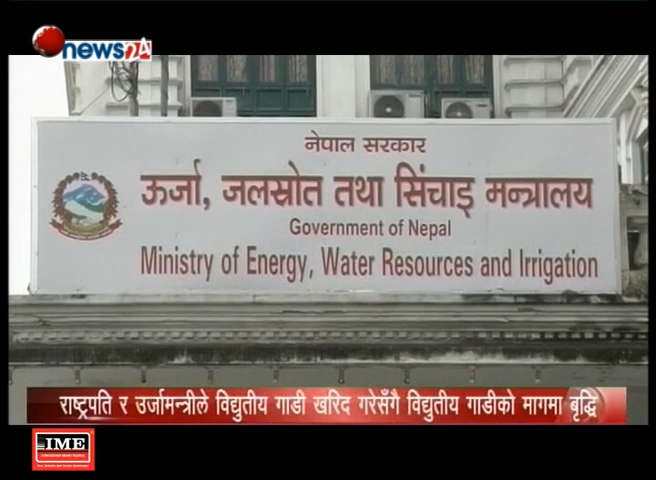 news24
नेपाल सरकार
ऊर्जा, जलस्रोत तथा सिंचाइ मन्त्रालय
Government of Nepal
Ministry of Energy, Water Resources and Irrigation
राष्ट्रपति र उर्जामन्त्रीले विद्युतीय गाडी खरिद गरेसँगै विद्युतीय गाडीको मागमा बृद्धि
IME